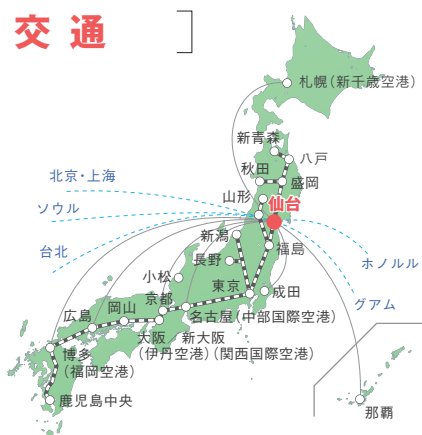 交通
札幌(新千歳空港)
新青森
八戸
秋田
盛岡
北京・上海
山形
仙台
ソウル
新潟
福島
台北
長野
ホノルル
小松
東京
成田
京都
グアム
岡山
広島
名古屋(中部国際空港)
大阪
(伊丹空港)
新大阪
(関西国際空港)
博多
(福岡空港)
鹿児島中央
那覇